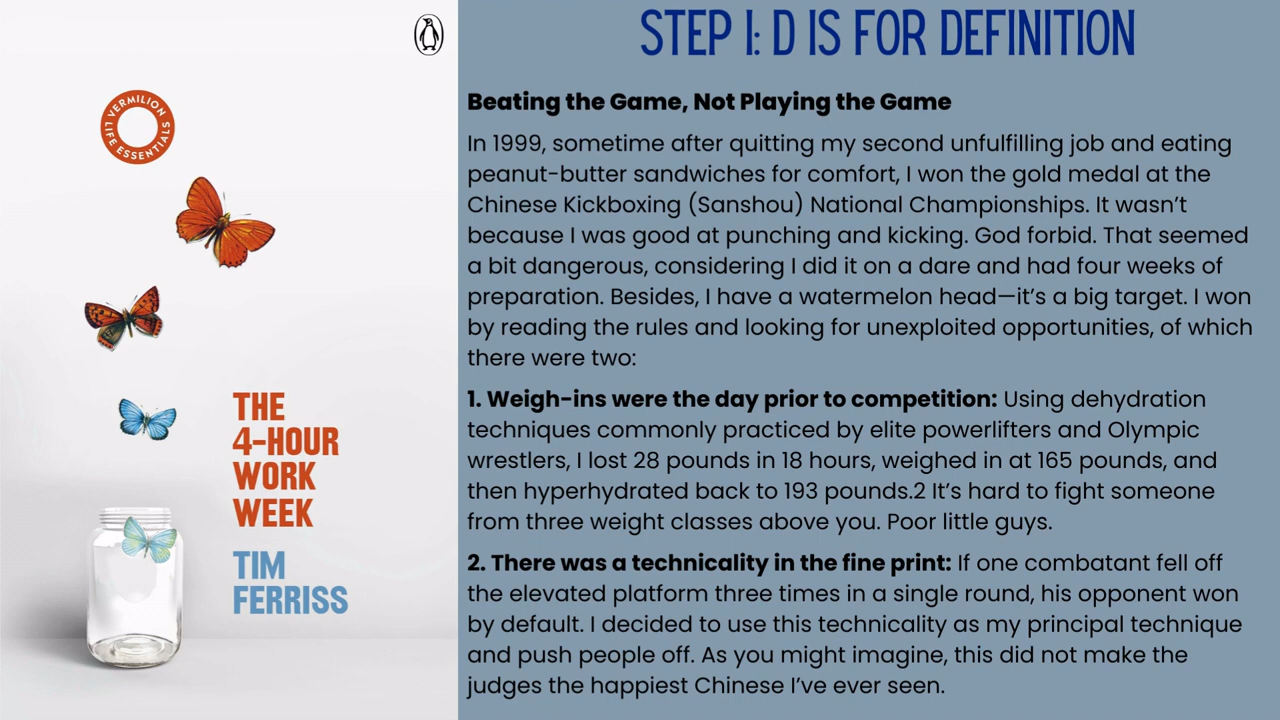 VERMILION
LIFE ESSENTIALS
THE
4-HOUR
WORK
WEEK
TIM
FERRISS
STEP 1: D IS FOR DEFINITION
Beating the Game, Not Playing the Game
In 1999, sometime after quitting my second unfulfilling job and eating
peanut-butter sandwiches for comfort, I won the gold medal at the
Chinese Kickboxing (Sanshou) National Championships. It wasn't
because I was good at punching and kicking. God forbid. That seemed
a bit dangerous, considering I did it on a dare and had four weeks of
preparation. Besides, I have a watermelon head—it's a big target. I won
by reading the rules and looking for unexploited opportunities, of which
there were two:
1. Weigh-ins were the day prior to competition: Using dehydration
techniques commonly practiced by elite powerlifters and Olympic
wrestlers, I lost 28 pounds in 18 hours, weighed in at 165 pounds, and
then hyperhydrated back to 193 pounds.2 It's hard to fight someone
from three weight classes above you. Poor little guys.
2. There was a technicality in the fine print: If one combatant fell off
the elevated platform three times in a single round, his opponent won
by default. I decided to use this technicality as my principal technique
and push people off. As you might imagine, this did not make the
judges the happiest Chinese I've ever seen.